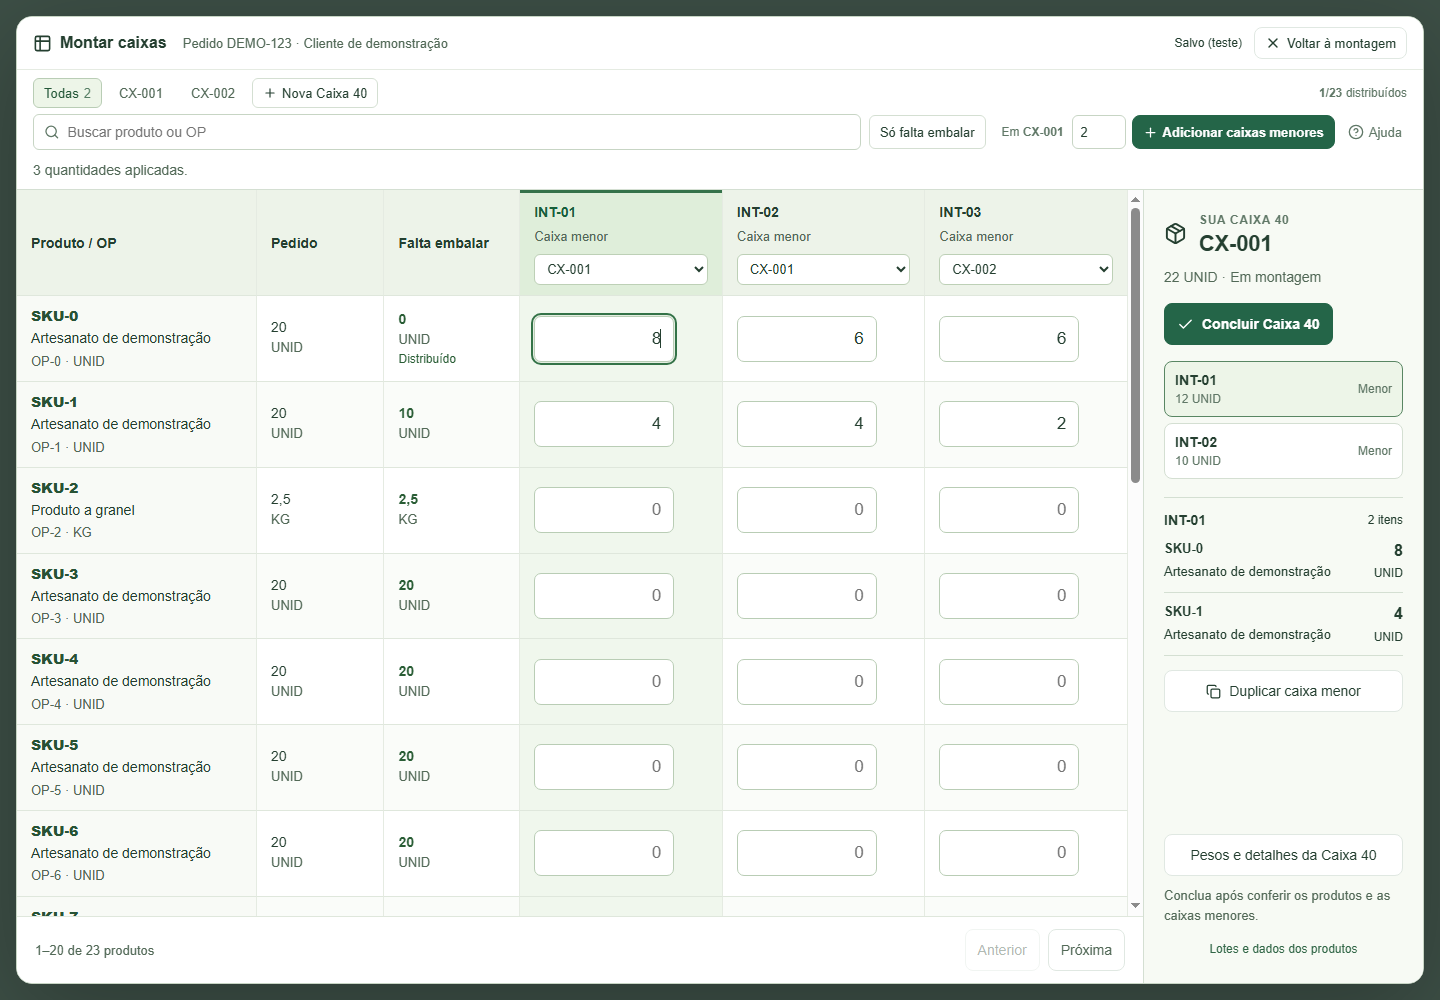 Montar caixas
Pedido DEMO-123 · Cliente de demonstração
Salvo (teste)
Voltar à montagem
Todas 2
CX-001
CX-002
Nova Caixa 40
1/23 distribuídos
Buscar produto ou OP
Só falta embalar
Em CX-001
2
Adicionar caixas menores
Ajuda
3 quantidades aplicadas.
Produto / OP
Pedido
Falta embalar
INT-01
Caixa menor
CX-001
INT-02
Caixa menor
CX-001
INT-03
Caixa menor
CX-002
SKU-0
Artesanato de demonstração
OP-0 · UNID
20
UNID
0
UNID
Distribuído
8
6
6
SKU-1
Artesanato de demonstração
OP-1 · UNID
20
UNID
10
UNID
4
4
2
SKU-2
Produto a granel
OP-2 · KG
2,5
KG
2,5
KG
0
0
0
SKU-3
Artesanato de demonstração
OP-3 · UNID
20
UNID
20
UNID
0
0
0
SKU-4
Artesanato de demonstração
OP-4 · UNID
20
UNID
20
UNID
0
0
0
SKU-5
Artesanato de demonstração
OP-5 · UNID
20
UNID
20
UNID
0
0
0
SKU-6
Artesanato de demonstração
OP-6 · UNID
20
UNID
20
UNID
0
0
0
SKU-7
1–20 de 23 produtos
Anterior
Próxima
SUA CAIXA 40
CX-001
22 UNID · Em montagem
Concluir Caixa 40
INT-01
12 UNID
Menor
INT-02
10 UNID
Menor
INT-01
2 itens
SKU-0
8
Artesanato de demonstração
UNID
SKU-1
4
Artesanato de demonstração
UNID
Duplicar caixa menor
Pesos e detalhes da Caixa 40
Conclua após conferir os produtos e as
caixas menores.
Lotes e dados dos produtos